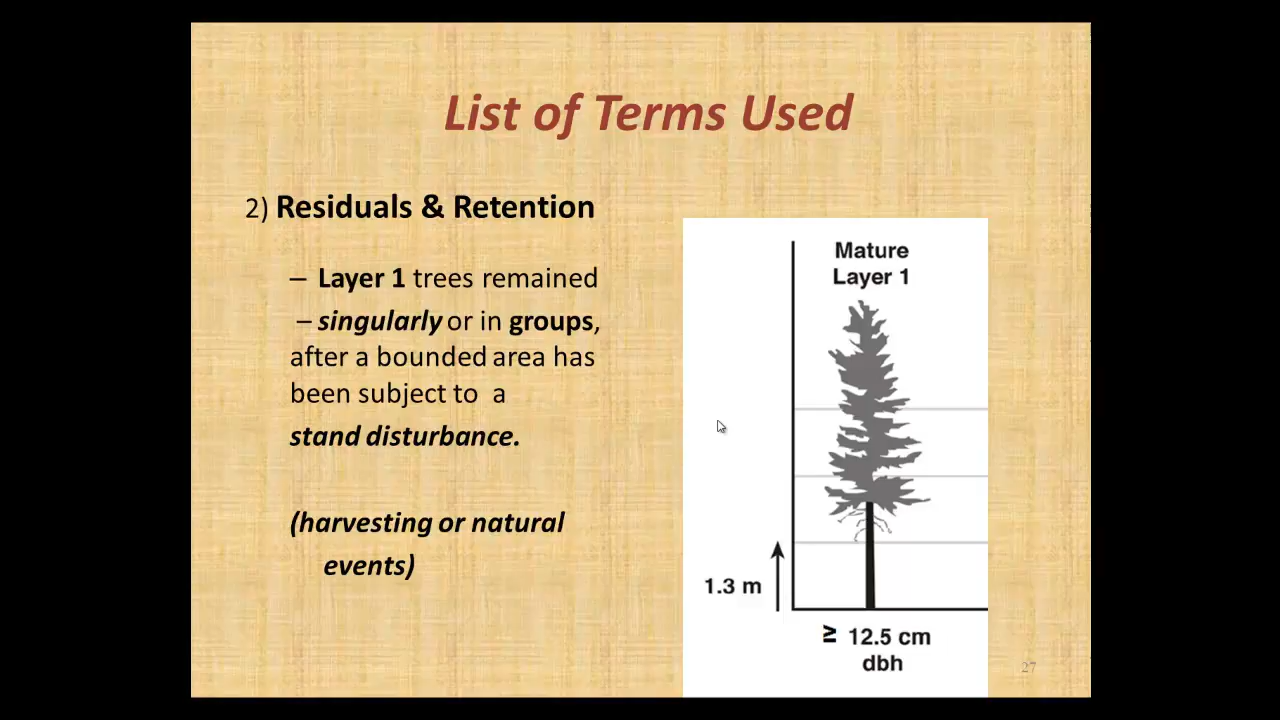 List of Terms Used
2) Residuals & Retention
– Layer 1 trees remained
– singularly or in groups,
after a bounded area has
been subject to a
stand disturbance.
(harvesting or natural
events)
Mature
Layer 1
1.3 m
≥ 12.5 cm
dbh
27